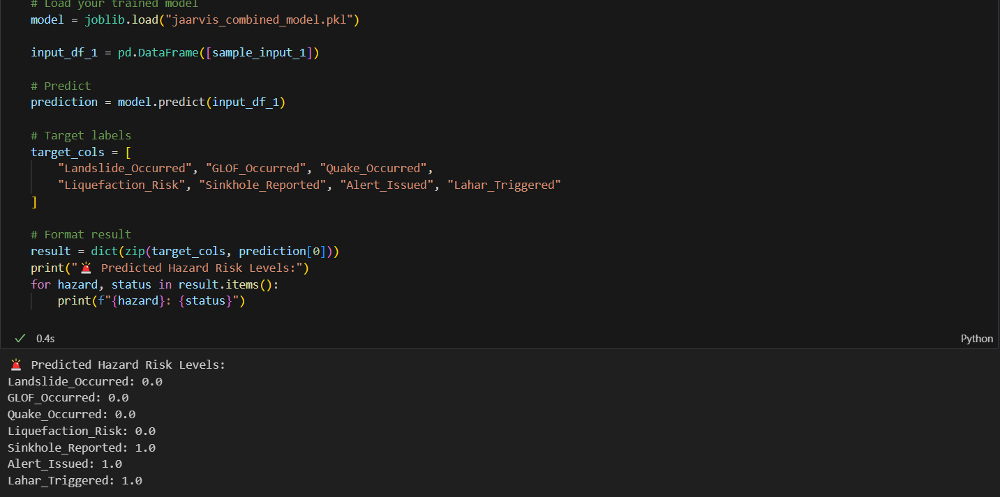 # Load your trained model
model = joblib.load("jaarvis_combined_model.pkl")
input_df_1 = pd.DataFrame([sample_input_1])
# Predict
prediction = model.predict(input_df_1)
# Target labels
target_cols = [
    "Landslide_Occurred", "GLOF_Occurred", "Quake_Occurred",
    "Liquefaction_Risk", "Sinkhole_Reported", "Alert_Issued", "Lahar_Triggered"
]
# Format result
result = dict(zip(target_cols, prediction[0]))
print("🚨 Predicted Hazard Risk Levels:")
for hazard, status in result.items():
    print(f"{hazard}: {status}")
0.4s
Python
🚨 Predicted Hazard Risk Levels:
Landslide_Occurred: 0.0
GLOF_Occurred: 0.0
Quake_Occurred: 0.0
Liquefaction_Risk: 0.0
Sinkhole_Reported: 1.0
Alert_Issued: 1.0
Lahar_Triggered: 1.0